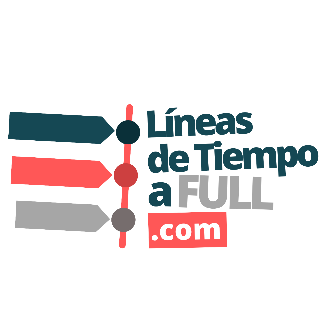 Líneas
de Tiempo
a FULL
.com